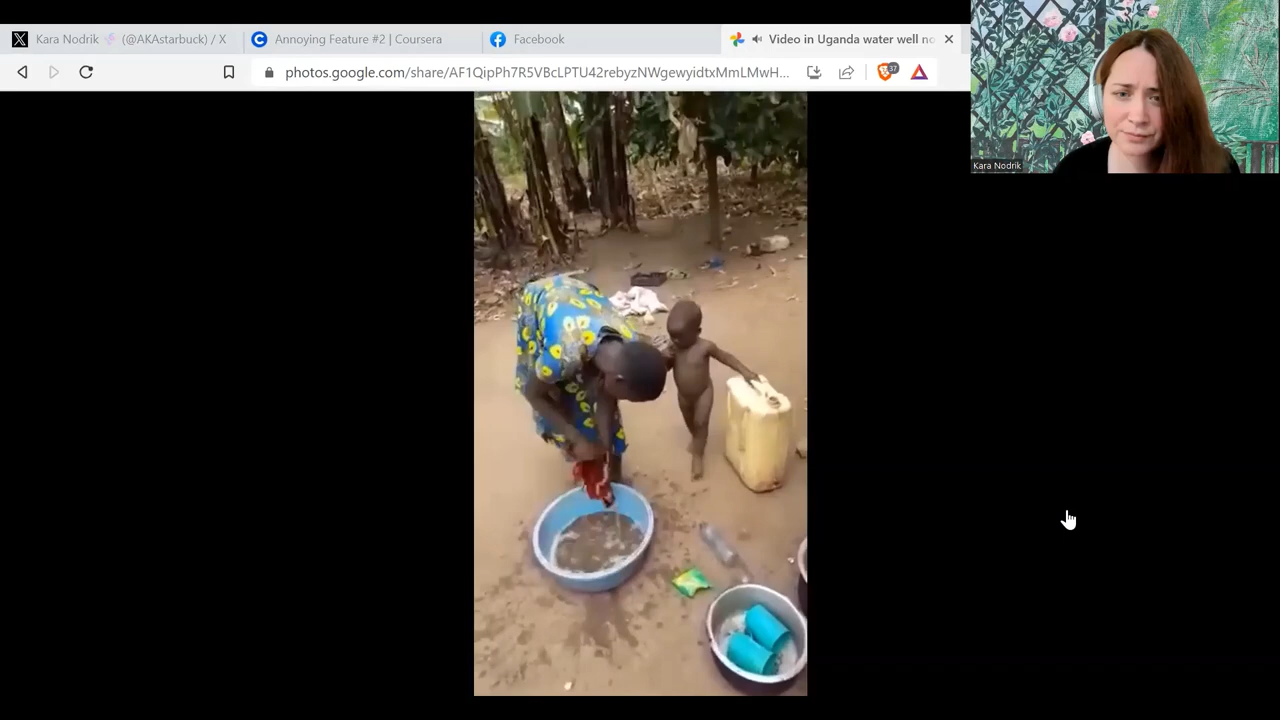 Kara Nodrik (@AKAstarbuck) / X
Annoying Feature #2 | Coursera
Facebook
Video in Uganda water well no
photos.google.com/share/AF1QipPh7R5VBcLPTU42rebyzNWgewyidtxMmLMwH...
37
Kara Nodrik